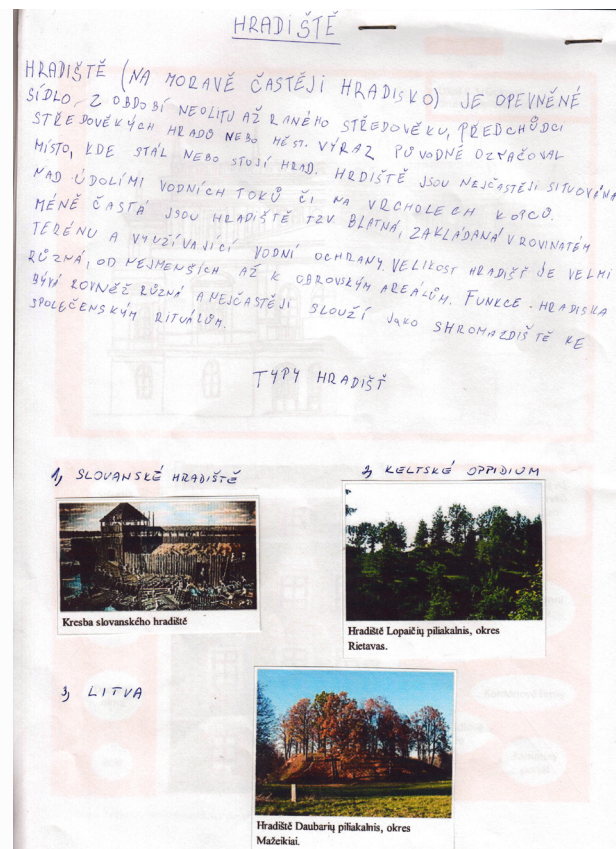 HRADIŠTĚ
HRADIŠTĚ (NA MORAVĚ ČASTĚJI HRADISKO) JE OPEVNĚNÉ
SÍDLO Z OBDOBÍ NEOLITU AŽ RANÉHO STŘEDOVĚKU, PŘEDCHŮDCI
STŘEDOVĚKÝCH HRADŮ NEBO MĚST. VÝRAZ PŮVODNĚ OZNAČOVAL
MÍSTO, KDE STÁL NEBO STOJÍ HRAD. HRDIŠTĚ JSOU NEJČASTĚJI SITUOVÁNA
NAD ÚDOLÍMI VODNÍCH TOKŮ ČI NA VRCHOLECH KOPCŮ.
MÉNĚ ČASTÁ JSOU HRADIŠTĚ TZV. BLATNÁ, ZAKLÁDANÁ V ROVINATÉM
TERÉNU A VYUŽÍVAJÍCÍ VODNÍ OCHRANY. VELIKOST HRADIŠŤ JE VELMI
RŮZNÁ, OD NEJMENŠÍCH AŽ K OBROVSKÝM AREÁLŮM. FUNKCE - HRADISKA
BÝVÁ ROVNĚŽ RŮZNÁ A NEJČASTĚJI SLOUŽÍ JAKO SHROMAZDIŠTĚ KE
SPOLEČENSKÝM RITUÁLŮM.
TYPY HRADIŠŤ
1, SLOVANSKÉ HRADIŠTĚ
2, KELTSKÉ OPPIDIUM
Kresba slovanského hradiště
Hradiště Lopaičių piliakalnis, okres
Rietavas.
3, LITVA
Hradiště Daubarių piliakalnis, okres
Mažeikiai.